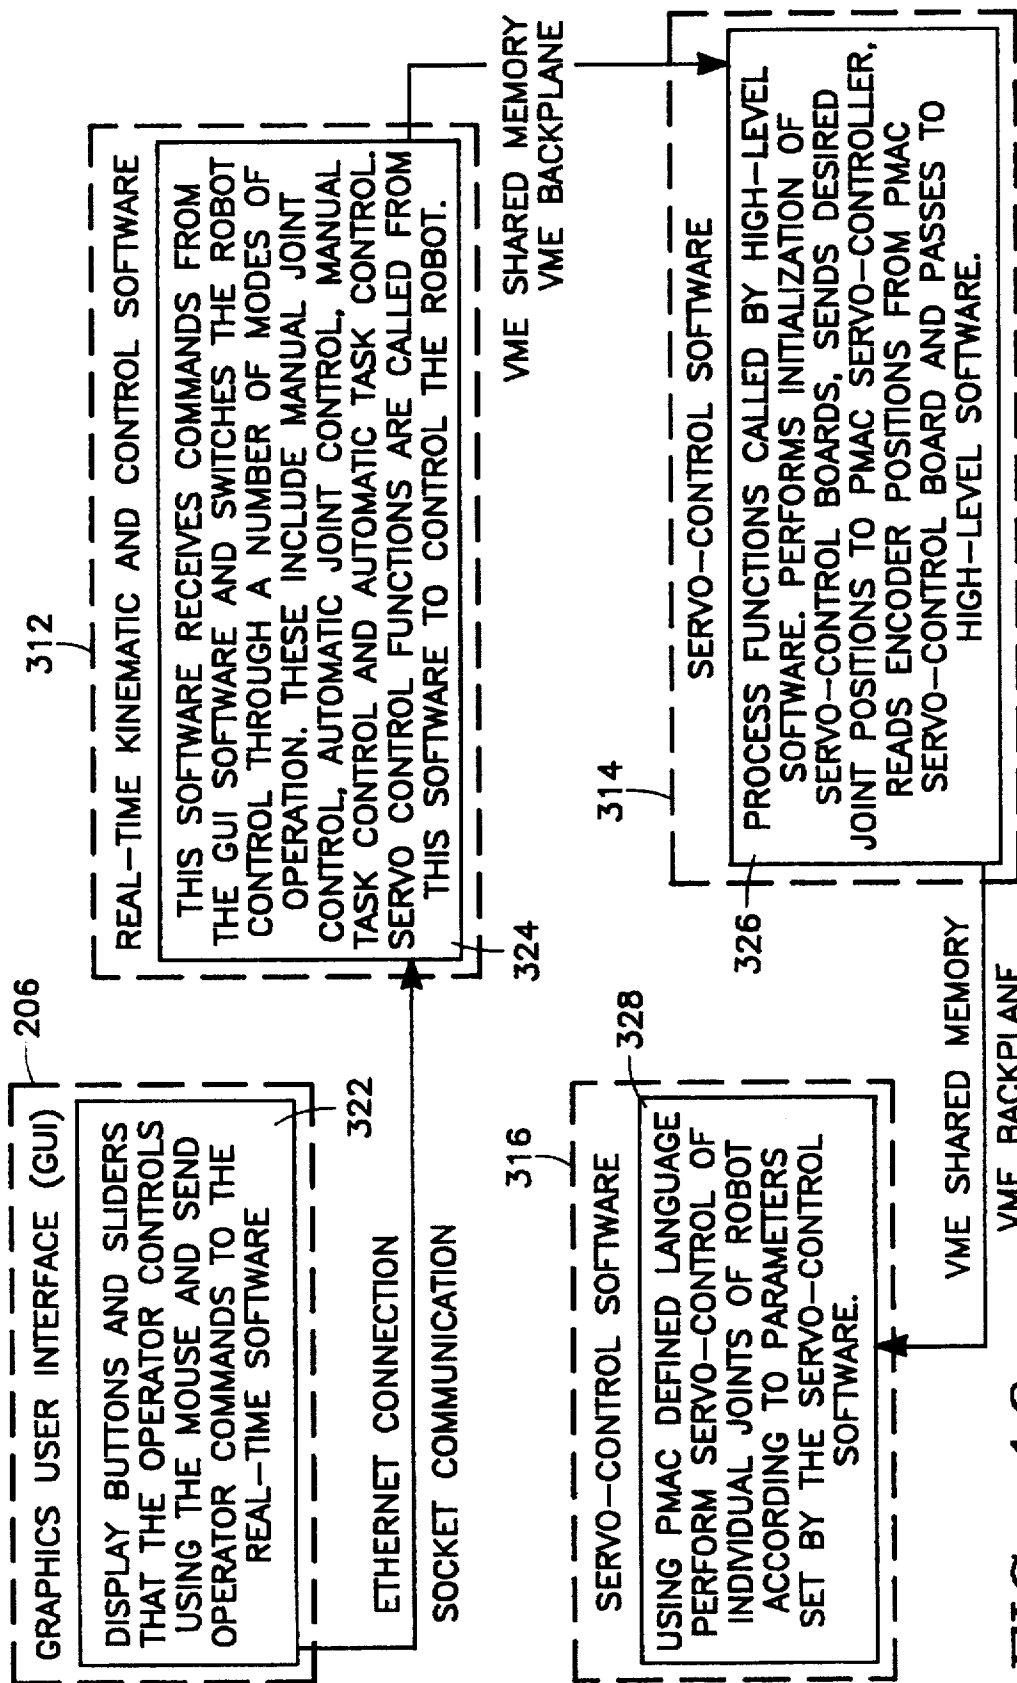 206
GRAPHICS USER INTERFACE (GUI)
DISPLAY BUTTONS AND SLIDERS
THAT THE OPERATOR CONTROLS
USING THE MOUSE AND SEND
OPERATOR COMMANDS TO THE
REAL-TIME SOFTWARE
322
ETHERNET CONNECTION
SOCKET COMMUNICATION
312
REAL-TIME KINEMATIC AND CONTROL SOFTWARE
THIS SOFTWARE RECEIVES COMMANDS FROM
THE GUI SOFTWARE AND SWITCHES THE ROBOT
CONTROL THROUGH A NUMBER OF MODES OF
OPERATION. THESE INCLUDE MANUAL JOINT
CONTROL, AUTOMATIC JOINT CONTROL, MANUAL
TASK CONTROL AND AUTOMATIC TASK CONTROL.
SERVO CONTROL FUNCTIONS ARE CALLED FROM
THIS SOFTWARE TO CONTROL THE ROBOT.
324
VME SHARED MEMORY
VME BACKPLANE
316
SERVO-CONTROL SOFTWARE
328
USING PMAC DEFINED LANGUAGE
PERFORM SERVO-CONTROL OF
INDIVIDUAL JOINTS OF ROBOT
ACCORDING TO PARAMETERS
SET BY THE SERVO-CONTROL
SOFTWARE.
314
SERVO-CONTROL SOFTWARE
326
PROCESS FUNCTIONS CALLED BY HIGH-LEVEL
SOFTWARE. PERFORMS INITIALIZATION OF
SERVO-CONTROL BOARDS, SENDS DESIRED
JOINT POSITIONS TO PMAC SERVO-CONTROLLER,
READS ENCODER POSITIONS FROM PMAC
SERVO-CONTROL BOARD AND PASSES TO
HIGH-LEVEL SOFTWARE.
VME SHARED MEMORY
VME BACKPLANE